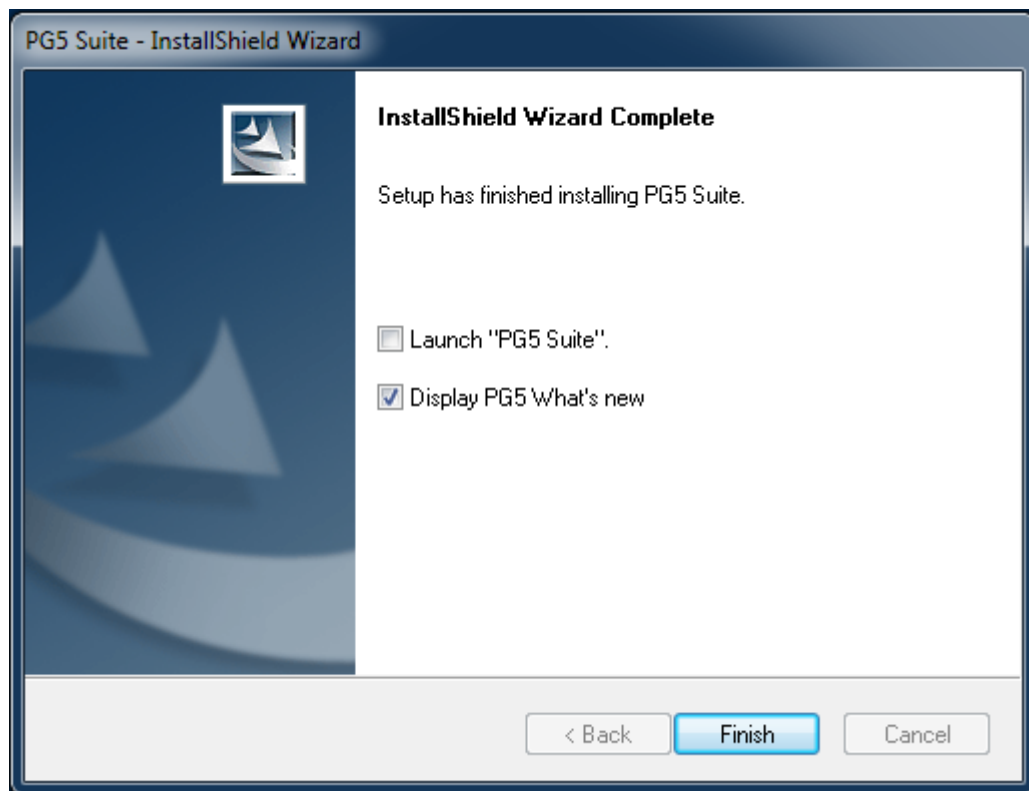 PG5 Suite - InstallShield Wizard
InstallShield Wizard Complete
Setup has finished installing PG5 Suite.
Launch "PG5 Suite".
Display PG5 What's new
< Back
Finish
Cancel